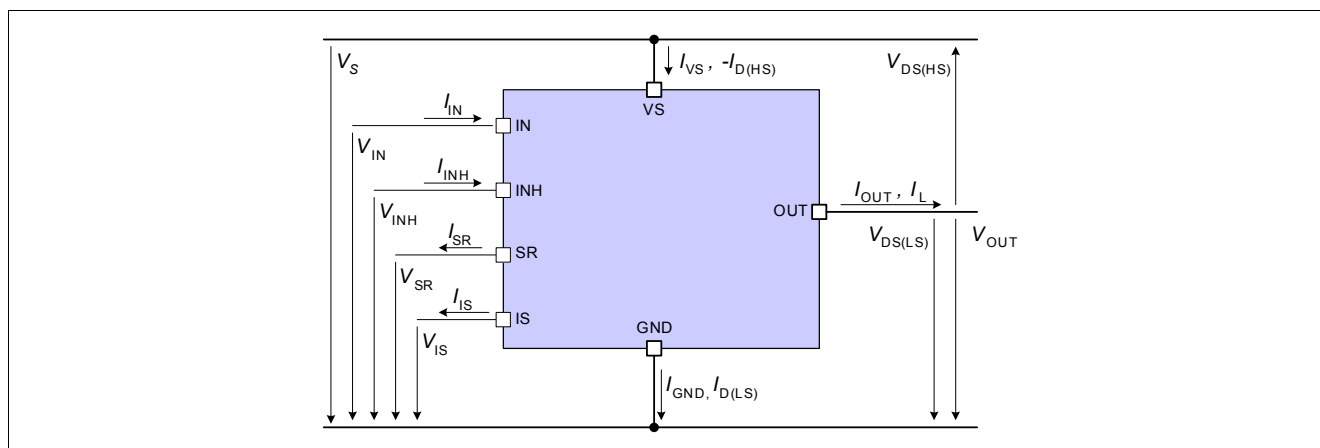 V_S
I_VS , -I_D(HS)
V_DS(HS)
VS
I_IN
IN
V_IN
I_INH
INH
V_INH
I_OUT , I_L
OUT
V_DS(LS)
V_OUT
I_SR
SR
V_SR
I_IS
IS
V_IS
GND
I_GND, I_D(LS)